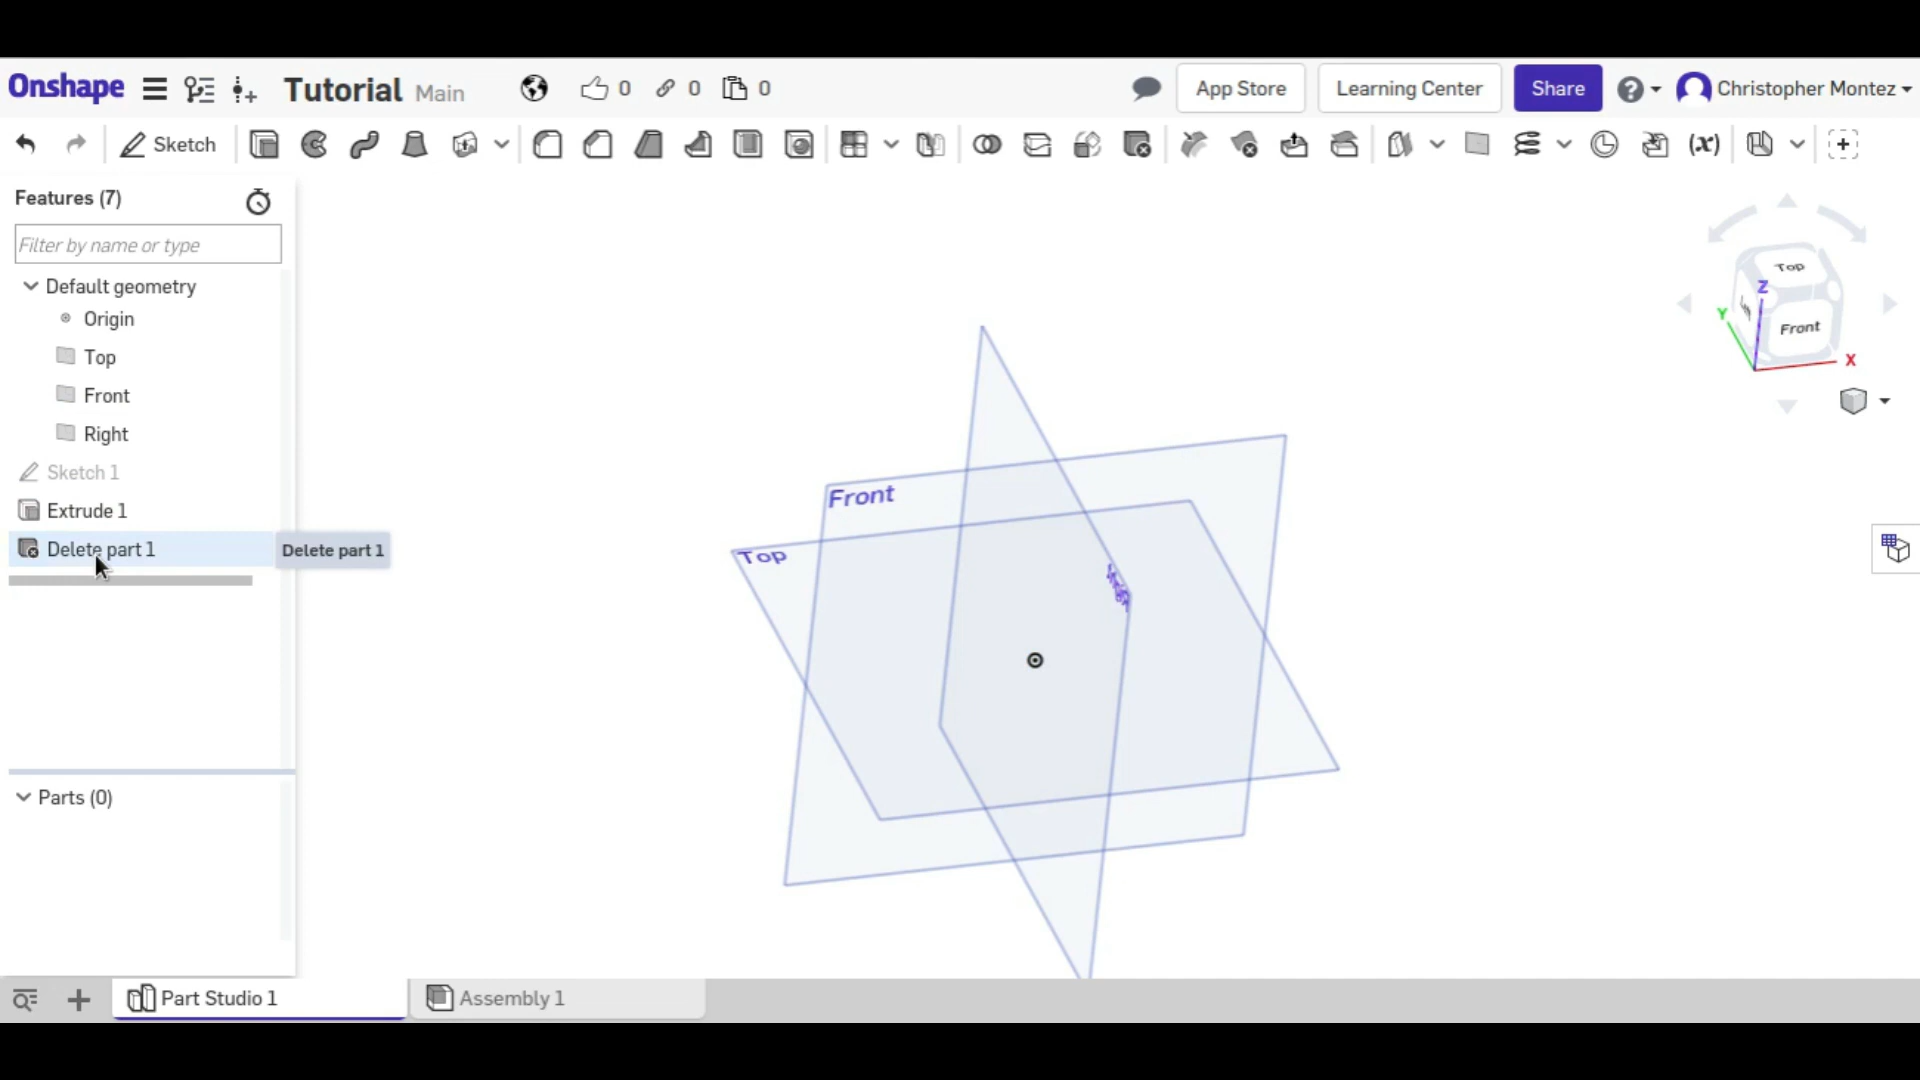 Onshape
Tutorial Main
0 0 0
App Store
Learning Center
Share
Christopher Montez
Sketch
(x)
Features (7)
Filter by name or type
Default geometry
Origin
Top
Front
Right
Sketch 1
Extrude 1
Delete part 1
Delete part 1
Front
Top
Top
Z
Y
Front
X
Parts (0)
Part Studio 1
Assembly 1